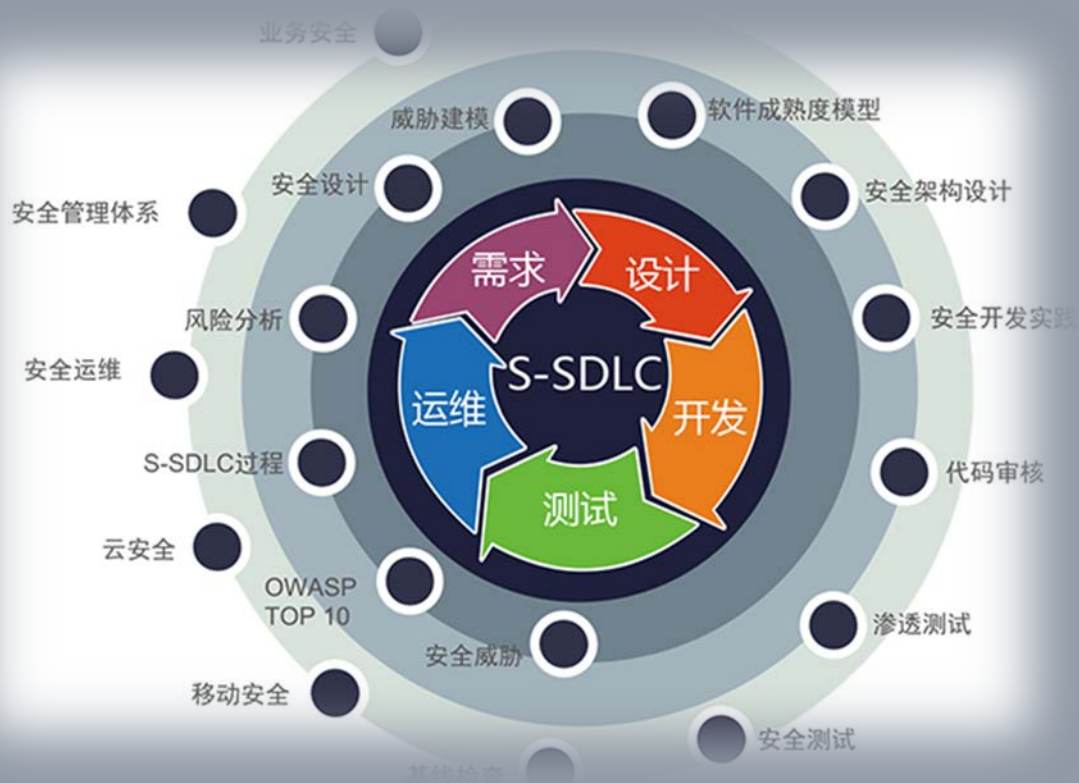 业务安全
威胁建模
软件成熟度模型
安全设计
安全架构设计
安全管理体系
需求
设计
风险分析
安全开发实践
安全运维
S-SDLC
运维
开发
S-SDLC过程
代码审核
测试
云安全
OWASP
TOP 10
渗透测试
安全威胁
移动安全
安全测试
基线检查